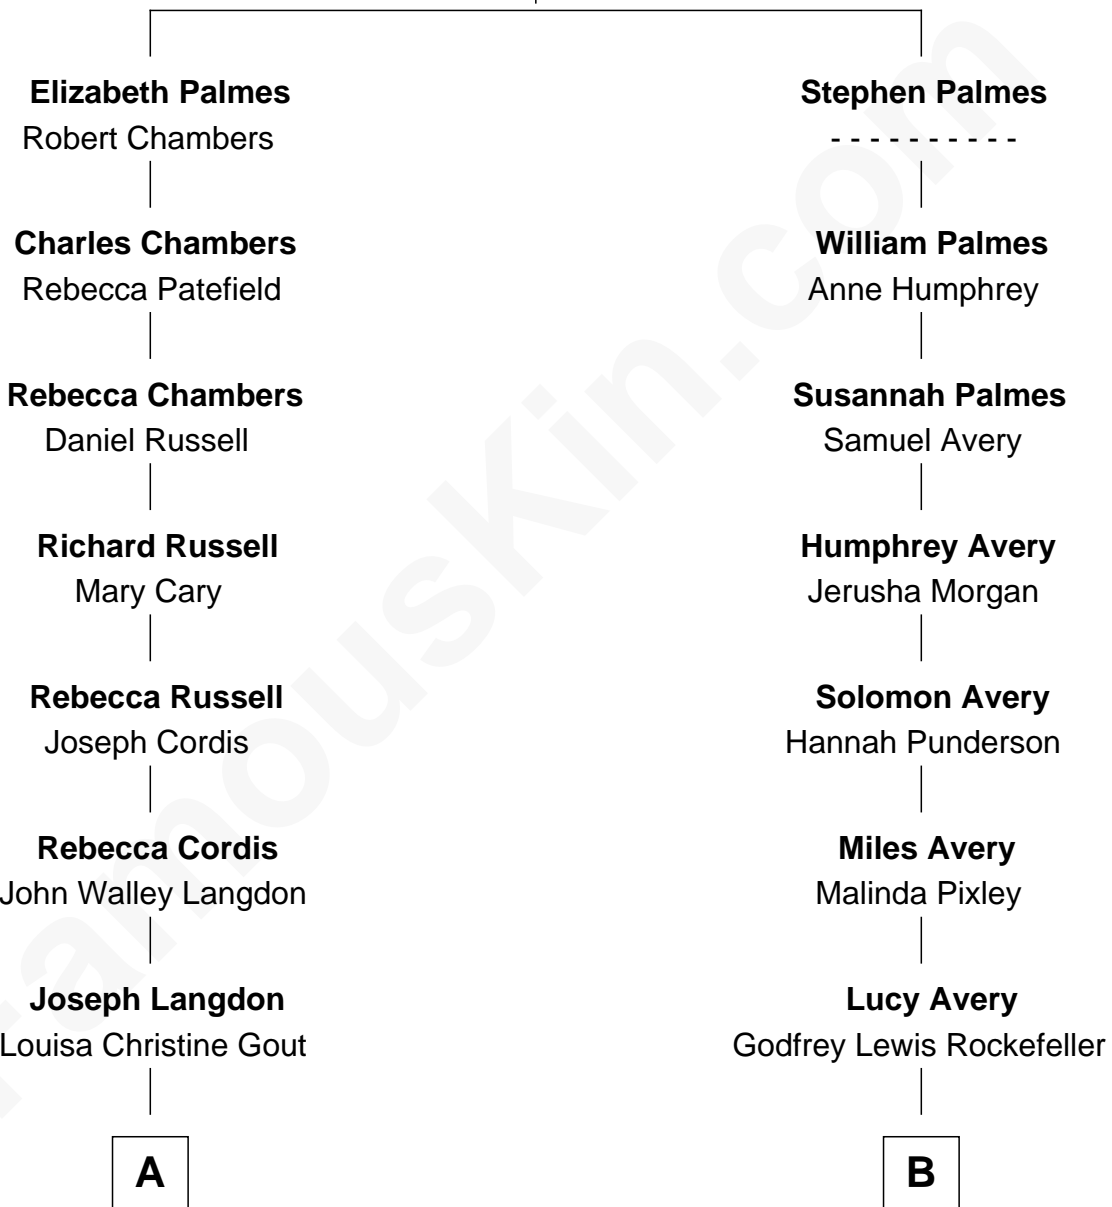 Elizabeth Palmes
Robert Chambers
Stephen Palmes
- - - - - - - - - -
Charles Chambers
Rebecca Patefield
William Palmes
Anne Humphrey
Rebecca Chambers
Daniel Russell
Susannah Palmes
Samuel Avery
Richard Russell
Mary Cary
Humphrey Avery
Jerusha Morgan
Rebecca Russell
Joseph Cordis
Solomon Avery
Hannah Punderson
Rebecca Cordis
John Walley Langdon
Miles Avery
Malinda Pixley
Joseph Langdon
Louisa Christine Gout
Lucy Avery
Godfrey Lewis Rockefeller
A
B
FamousKin.com